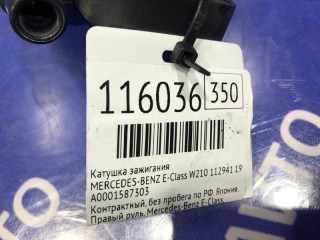 116036 350
Катушка зажигания
MERCEDES-BENZ E-Class W210 112941 19
A0001587303
Контрактный, без пробега по РФ. Япония.
Правый руль. Mercedes-Benz E-Class